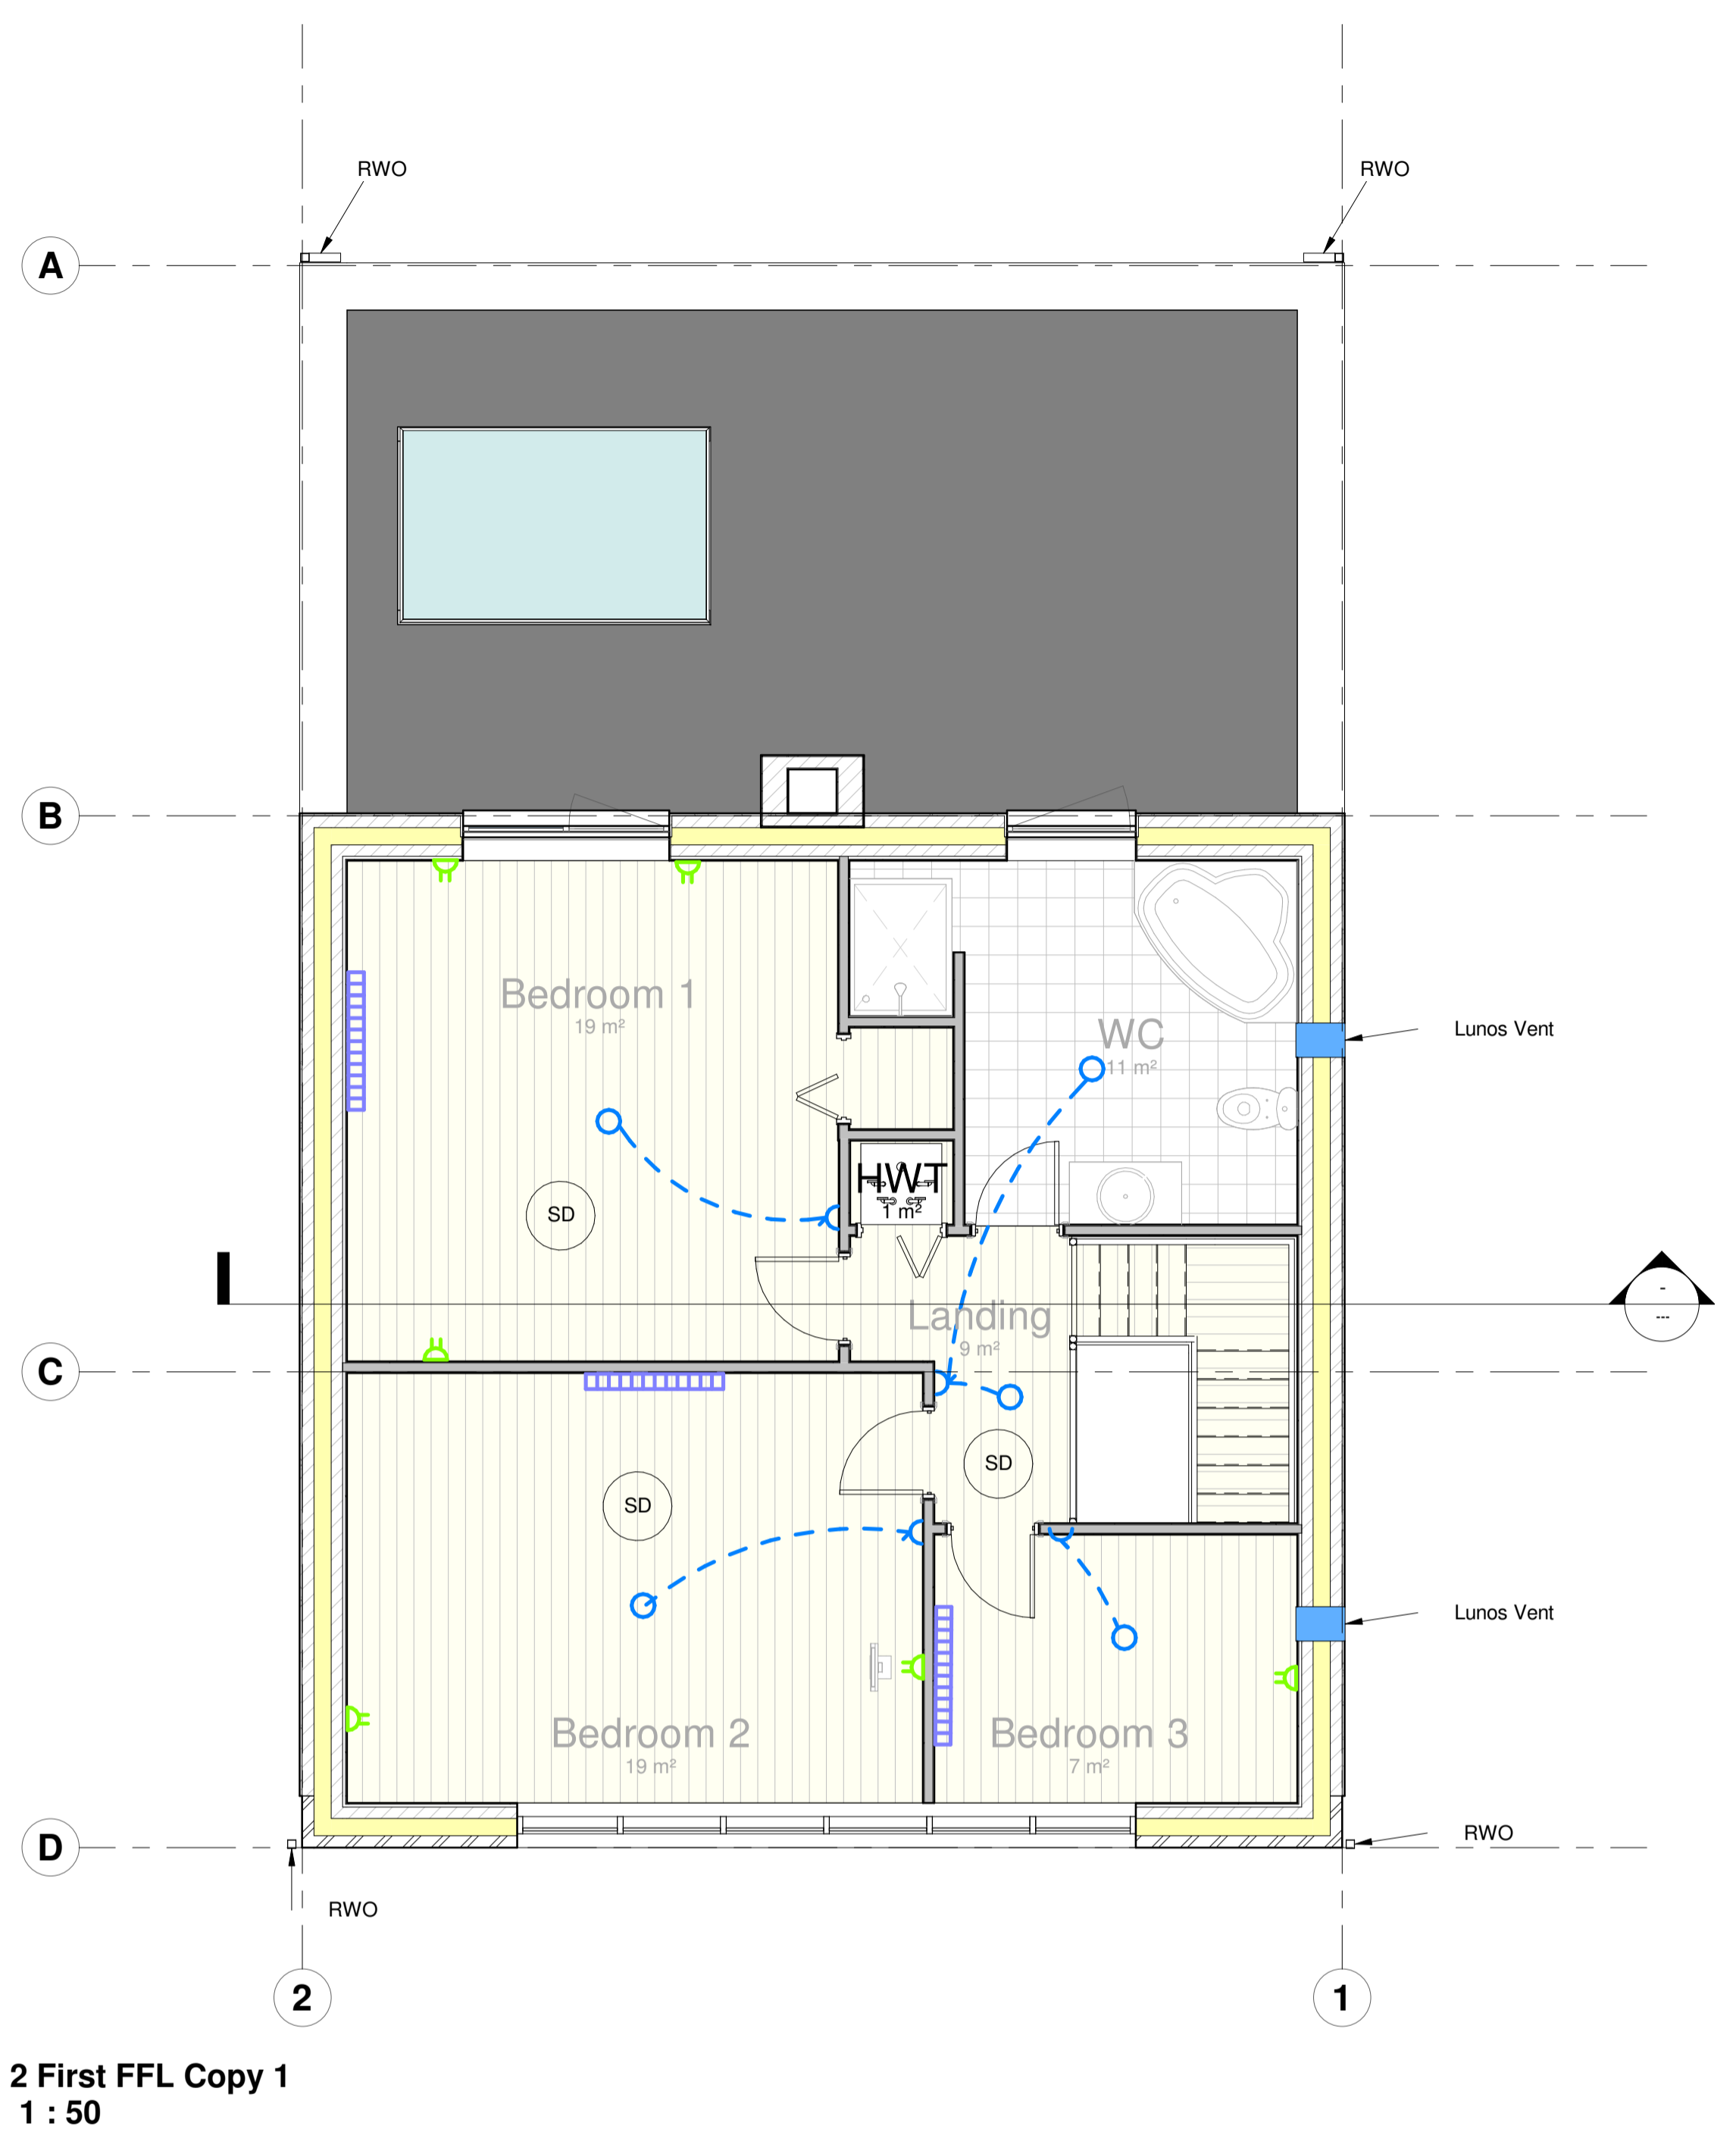 RWO
RWO
A
B
Bedroom 1
19 m²
Lunos Vent
WC
11 m²
HWT
1 m²
SD
-
---
Landing
9 m²
C
SD
SD
Lunos Vent
Bedroom 2
19 m²
Bedroom 3
7 m²
RWO
D
RWO
2
1
2 First FFL Copy 1
1 : 50